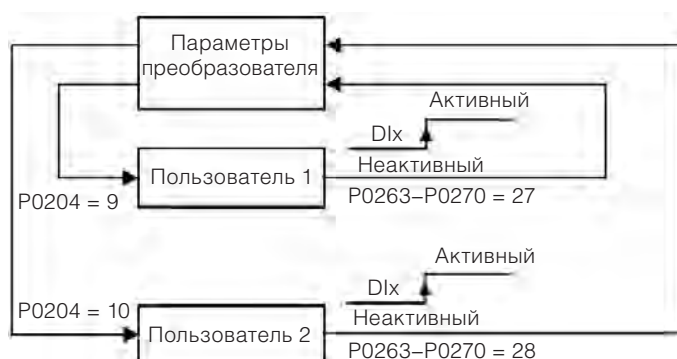 Параметры
преобразователя
Активный
DIx
Неактивный
Пользователь 1
P0204 = 9
P0263–P0270 = 27
Активный
DIx
P0204 = 10
Неактивный
Пользователь 2
P0263–P0270 = 28